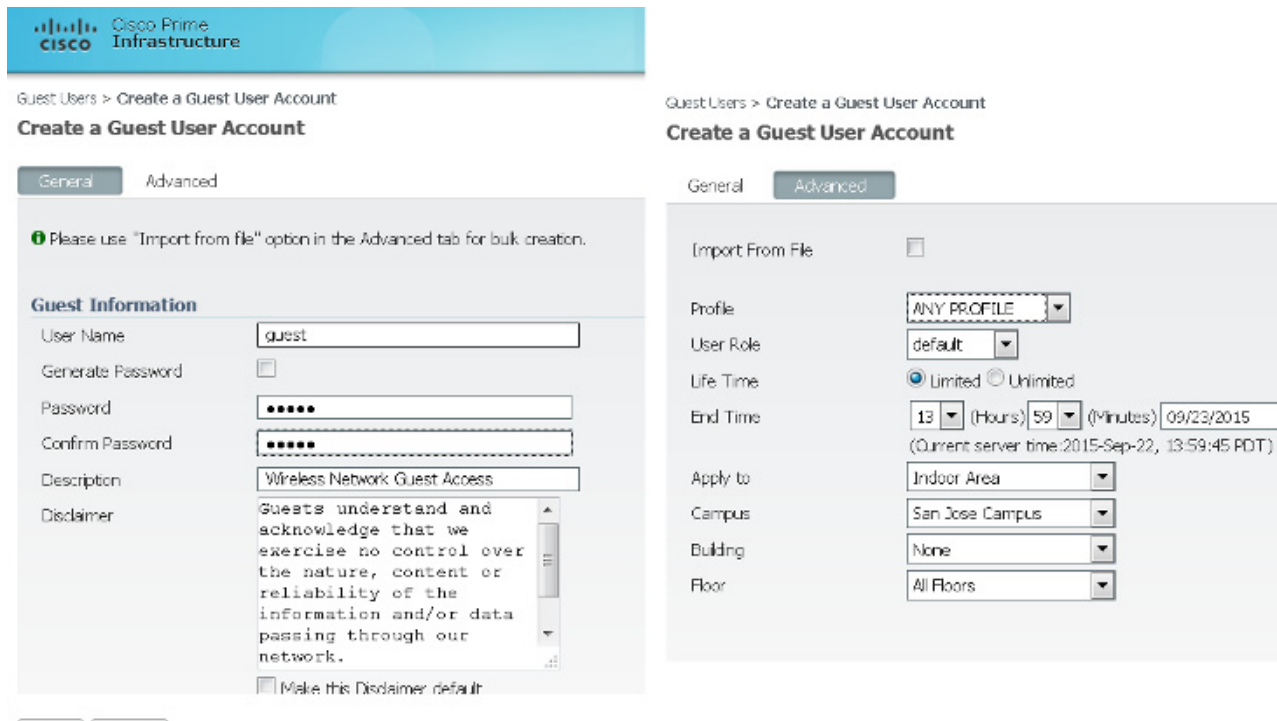 Cisco Prime
CISCO Infrastructure
Guest Users > Create a Guest User Account
Create a Guest User Account
General Advanced
Please use "Import from file" option in the Advanced tab for bulk creation.
Guest Information
User Name guest
Generate Password
Password •••••
Confirm Password •••••
Description Wireless Network Guest Access
Disclaimer
Guests understand and
acknowledge that we
exercise no control over
the nature, content or
reliability of the
information and/or data
passing through our
network.
Make this Disclaimer default
Guest Users > Create a Guest User Account
Create a Guest User Account
General Advanced
Import From File
Profile ANY PROFILE
User Role default
Life Time Limited Unlimited
End Time 13 (Hours) 59 (Minutes) 09/23/2015
(Current server time:2015-Sep-22, 13:59:45 PDT)
Apply to Indoor Area
Campus San Jose Campus
Building None
Floor All Floors